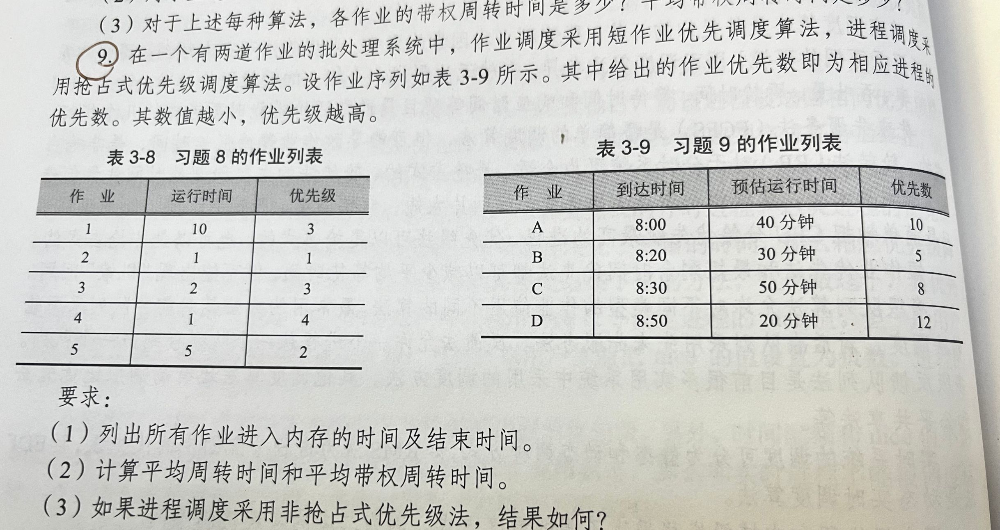 (3)对于上述每种算法，各作业的带权周转时间是多少？平均带权周转时间是多少？
9. 在一个有两道作业的批处理系统中，作业调度采用短作业优先调度算法，进程调度采
用抢占式优先级调度算法。设作业序列如表 3-9 所示。其中给出的作业优先数即为相应进程的
优先数。其数值越小，优先级越高。
表 3-8 习题 8 的作业列表
作 业 运行时间 优先级
1 10 3
2 1 1
3 2 3
4 1 4
5 5 2
表 3-9 习题 9 的作业列表
作 业 到达时间 预估运行时间 优先数
A 8:00 40 分钟 10
B 8:20 30 分钟 5
C 8:30 50 分钟 8
D 8:50 20 分钟 12
要求：
(1)列出所有作业进入内存的时间及结束时间。
(2)计算平均周转时间和平均带权周转时间。
(3)如果进程调度采用非抢占式优先级法，结果如何？